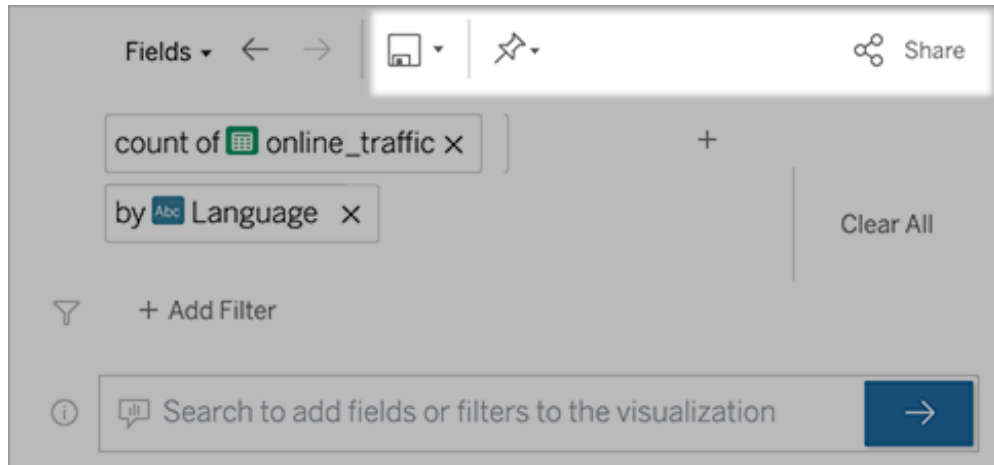 Fields
Share
count of online_traffic ×
by Abc Language ×
+
Clear All
+ Add Filter
Search to add fields or filters to the visualization